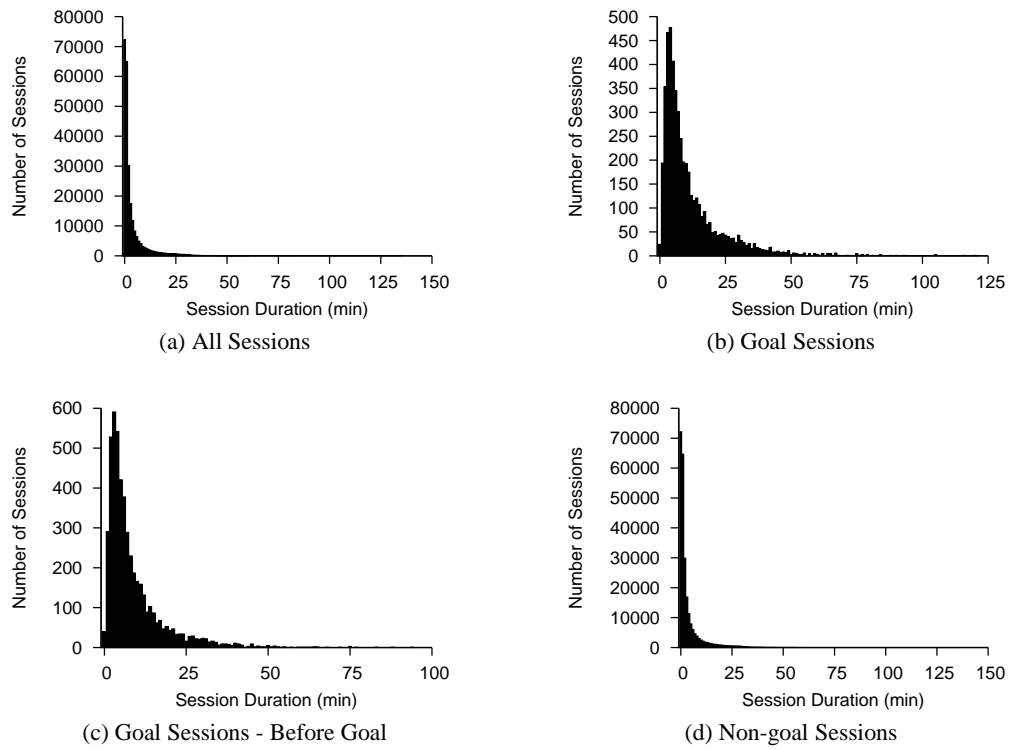 80000
70000
60000
50000
40000
30000
20000
10000
0
Number of Sessions
0 25 50 75 100 125 150
Session Duration (min)
(a) All Sessions
500
450
400
350
300
250
200
150
100
50
0
Number of Sessions
0 25 50 75 100 125
Session Duration (min)
(b) Goal Sessions
600
500
400
300
200
100
0
Number of Sessions
0 25 50 75 100
Session Duration (min)
(c) Goal Sessions - Before Goal
80000
70000
60000
50000
40000
30000
20000
10000
0
Number of Sessions
0 25 50 75 100 125 150
Session Duration (min)
(d) Non-goal Sessions